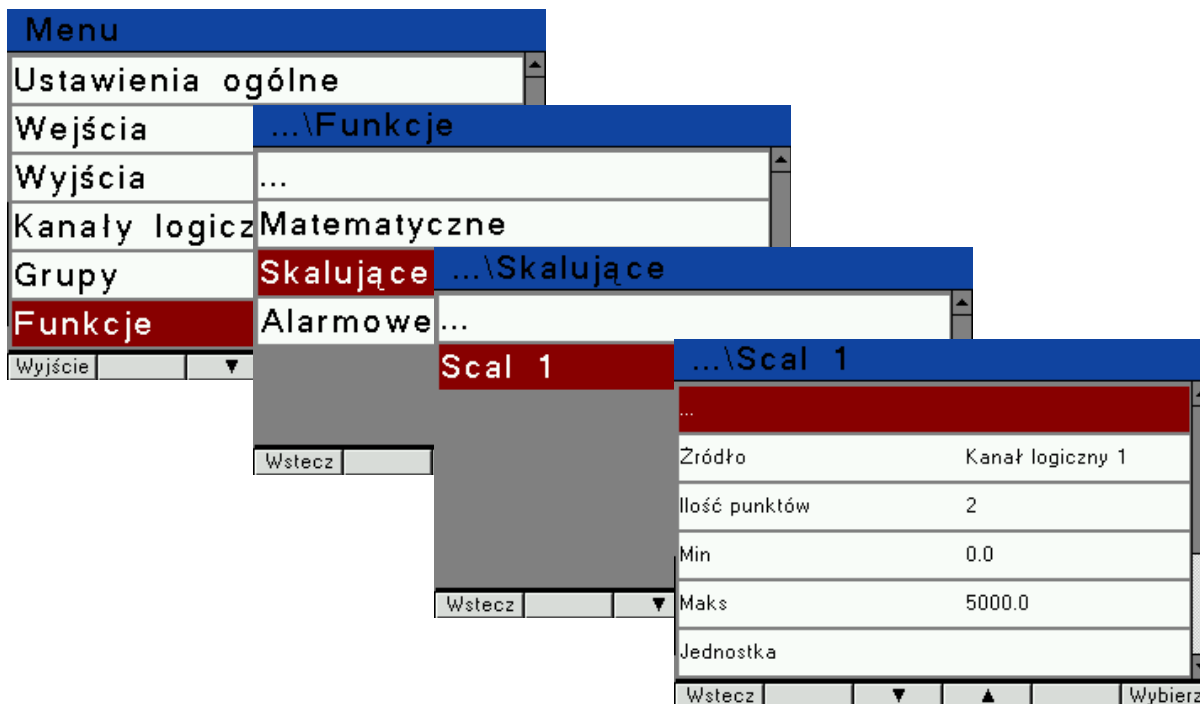 Menu
Ustawienia ogólne
Wejścia
Wyjścia
Kanały logicz
Grupy
Funkcje
Wyjście ▼
...\Funkcje
...
Matematyczne
Skalujące
Alarmowe
Wstecz
...\Skalujące
...
Scal 1
Wstecz ▼
...\Scal 1
...
Źródło Kanał logiczny 1
Ilość punktów 2
Min 0.0
Maks 5000.0
Jednostka
Wstecz ▼ ▲ Wybierz